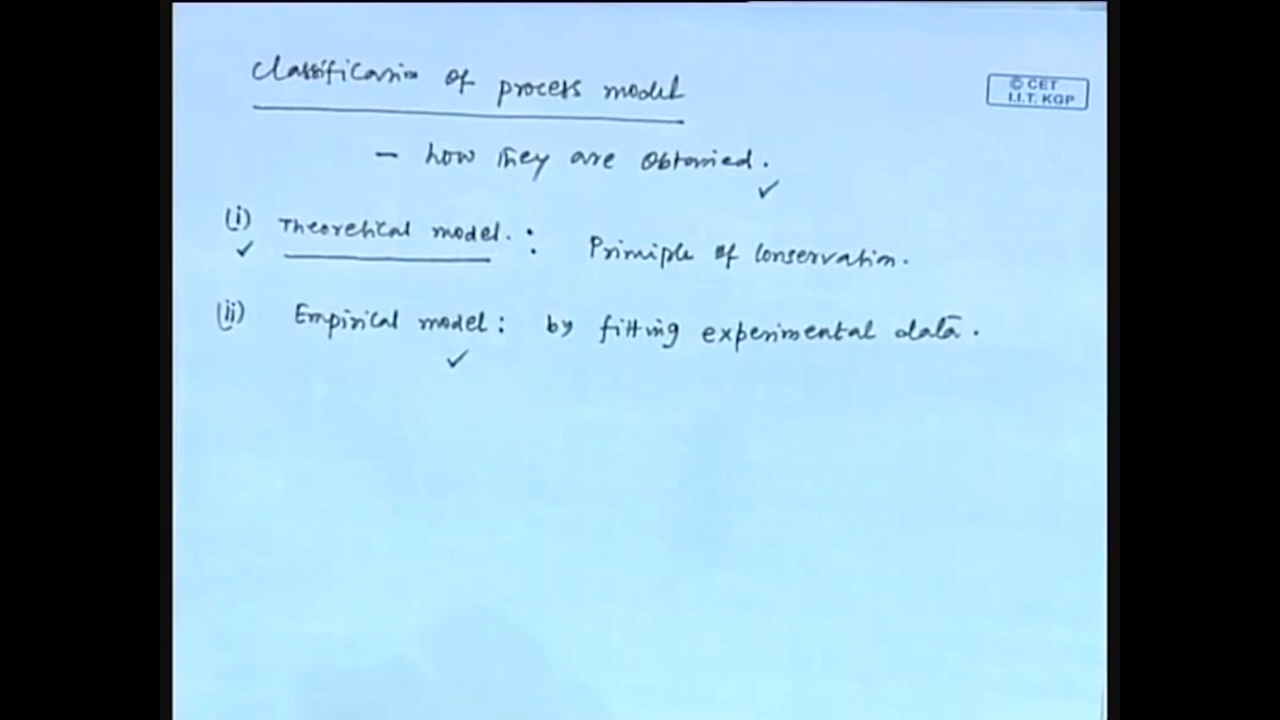 Classification of process model
© CET
I.I.T. KGP
- how they are obtained.
(i) Theoretical model. : Principle of conservation.
(ii) Empirical model : by fitting experimental data.